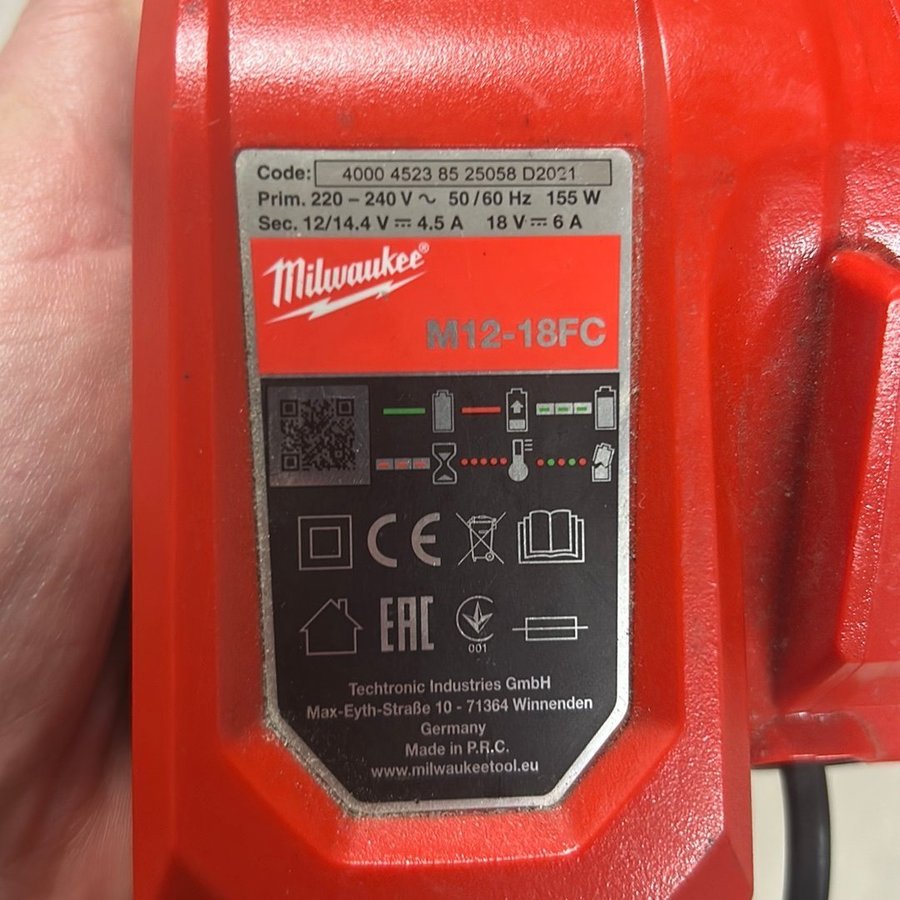 Code: 4000 4523 85 25058 D2021
Prim. 220 – 240 V ~ 50/60 Hz 155 W
Sec. 12/14.4 V ⎓ 4.5 A 18 V ⎓ 6 A
Milwaukee®
M12-18FC
CE
EAC
001
Techtronic Industries GmbH
Max-Eyth-Straße 10 - 71364 Winnenden
Germany
Made in P.R.C.
www.milwaukeetool.eu